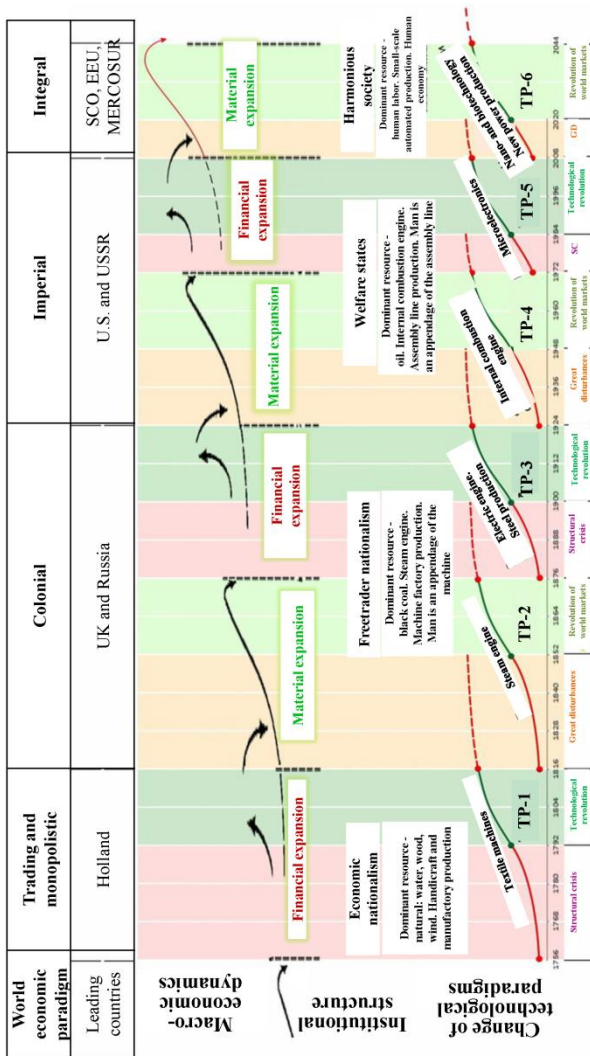 World
economic
paradigm
Trading and
monopolistic
Colonial
Imperial
Integral
Leading
countries
Holland
UK and Russia
U.S. and USSR
SCO, EEU,
MERCOSUR
Macro-
economic
dynamics
Financial expansion
Material expansion
Financial
expansion
Material expansion
Financial
expansion
Material
expansion
Institutional
structure
Economic
nationalism
Dominant resource -
natural: water, wood,
wind. Handicraft and
manufactory production
Freetrader nationalism
Dominant resource -
black coal. Steam engine.
Machine factory production.
Man is an appendage of the
machine
Welfare states
Dominant resource -
oil. Internal combustion engine.
Assembly line production. Man is
an appendage of the assembly line
Harmonious
society
Dominant resource -
human labor. Small-scale
automated production. Human
economy
Change of
technological
paradigms
Textile machines
TP-1
Steam engine
TP-2
Electric engine.
Steel production
TP-3
Internal combustion
engine
TP-4
Microelectronics
TP-5
Nano- and biotechnology
New power production
TP-6
1756 1768 1780 1792 1804 1816 1828 1840 1852 1864 1876 1888 1900 1912 1924 1936 1948 1960 1972 1984 1996 2008 2020 2044
Structural crisis
Technological
revolution
Great disturbances
Revolution of
world markets
Structural
crisis
Technological
revolution
Great
disturbances
Revolution of
world markets
SC
Technological
revolution
GD
Revolution of
world markets